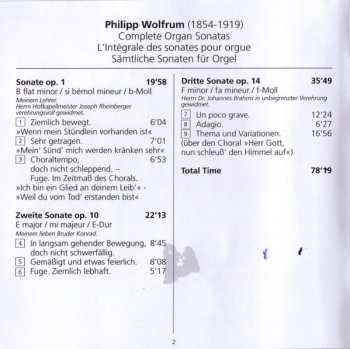 Philipp Wolfrum (1854-1919)
Complete Organ Sonatas
L'Intégrale des sonates pour orgue
Sämtliche Sonaten für Orgel
Sonate op. 1 19'58
B flat minor / si bémol mineur / b-Moll
Meinem Lehrer
Herrn Hofkapellmeister Joseph Rheinberger
verehrungsvoll gewidmet.
1 Ziemlich bewegt. 6'04
»Wenn mein Stündlein vorhanden ist«
2 Sehr getragen. 7'01
»Mein' Sünd' mich werden kränken sehr«
3 Choraltempo, 6'53
doch nicht schleppend. –
Fuge. Im Zeitmaß des Chorals.
»Ich bin ein Glied an deinem Leib'« -
»Weil du vom Tod' erstanden bist«
Zweite Sonate op. 10 22'13
E major / mi majeur / E-Dur
Meinem lieben Bruder Konrad.
4 In langsam gehender Bewegung, 8'45
doch nicht schwerfällig.
5 Gemäßigt und etwas feierlich. 8'08
6 Fuge. Ziemlich lebhaft. 5'17
Dritte Sonate op. 14 35'49
F minor / fa mineur / f-Moll
Herrn Dr. Johannes Brahms in unbegrenzter Verehrung
gewidmet.
7 Un poco grave. 12'24
8 Adagio. 6'27
9 Thema und Variationen. 16'56
(über den Choral »Herr Gott,
nun schleuß' den Himmel auf«)
Total Time 78'19
2